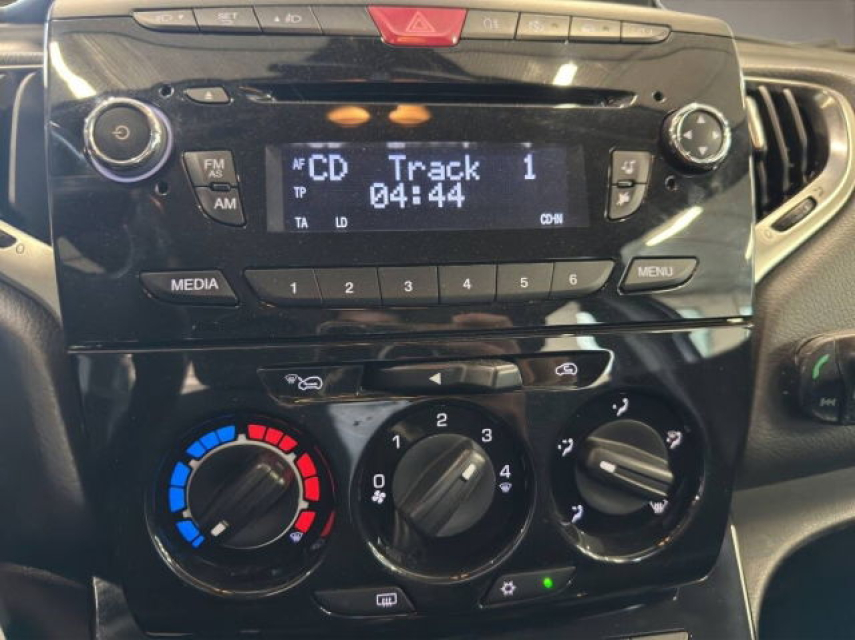 SET
FM
AS
AM
AF CD Track 1
TP 04:44
TA LD CD-IN
MEDIA 1 2 3 4 5 6 MENU
0 1 2 3 4